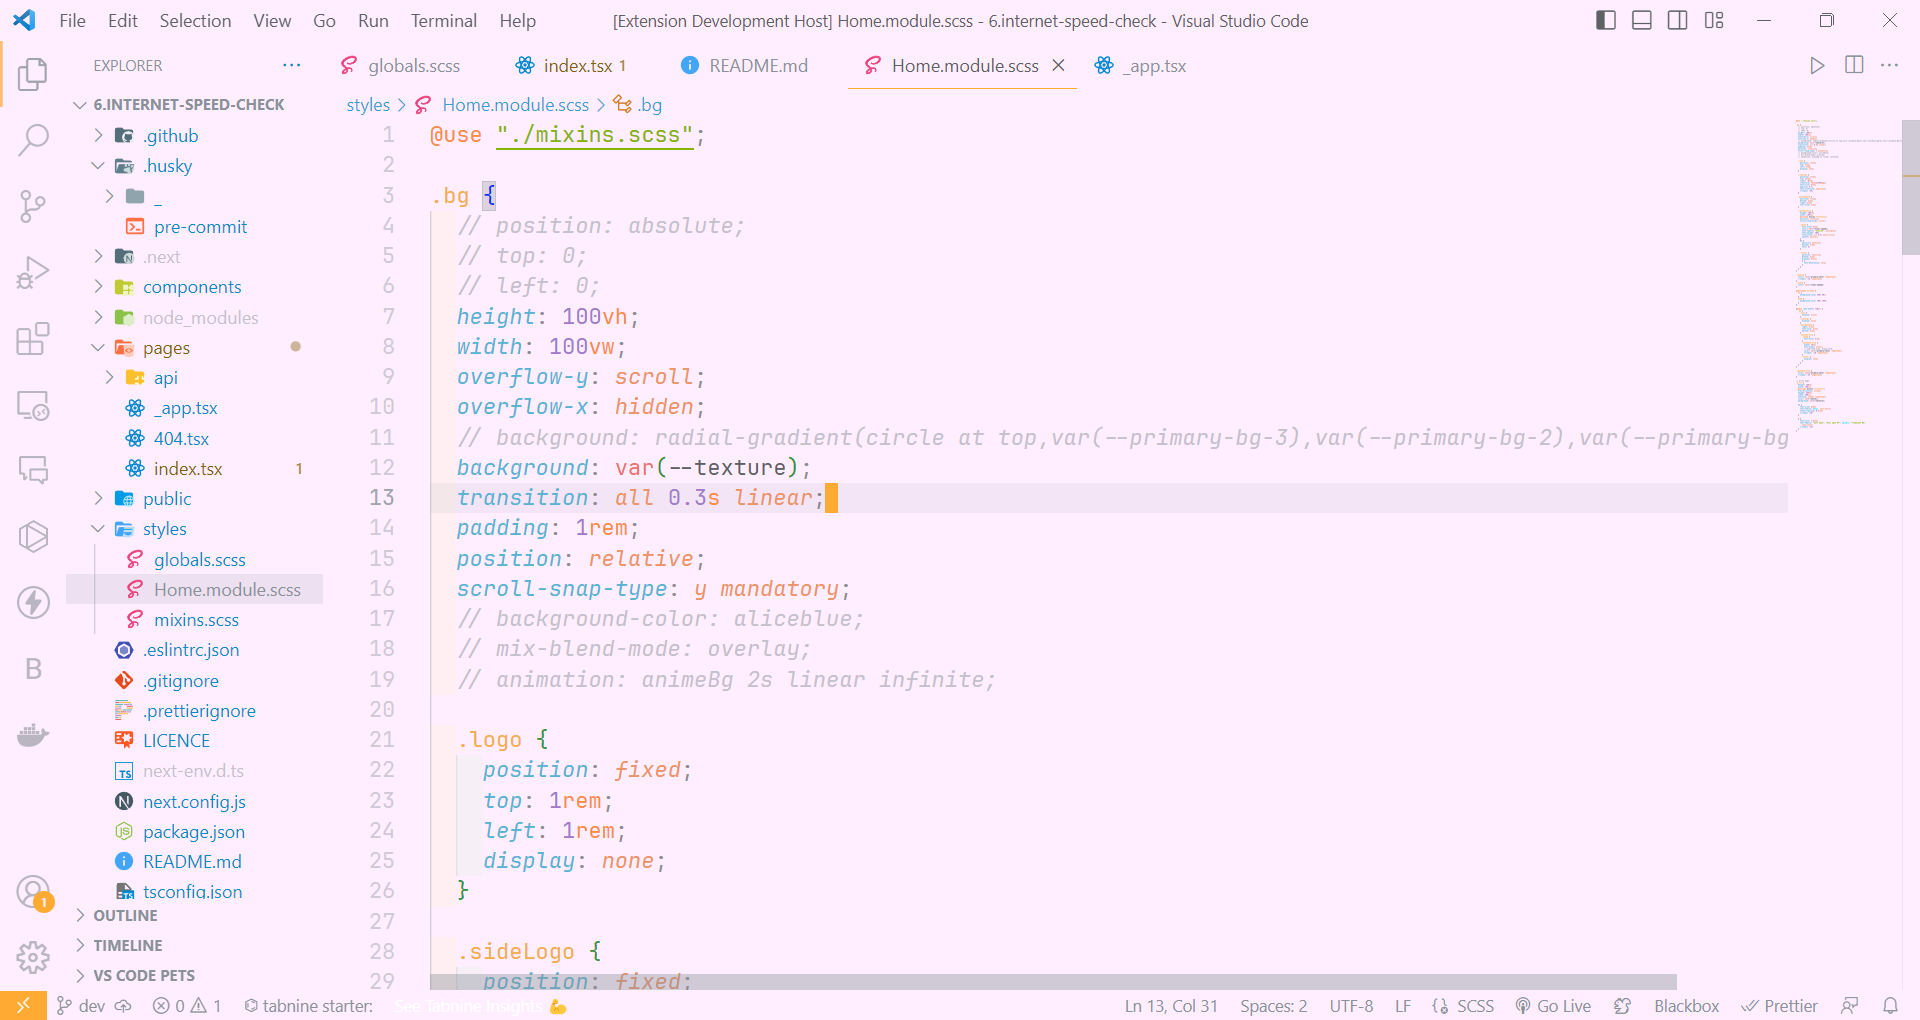 File Edit Selection View Go Run Terminal Help [Extension Development Host] Home.module.scss - 6.internet-speed-check - Visual Studio Code
EXPLORER ...
globals.scss index.tsx 1 README.md Home.module.scss _app.tsx
6.INTERNET-SPEED-CHECK
.github
.husky
_
pre-commit
.next
components
node_modules
pages
api
_app.tsx
404.tsx
index.tsx 1
public
styles
globals.scss
Home.module.scss
mixins.scss
.eslintrc.json
.gitignore
.prettierignore
LICENCE
next-env.d.ts
next.config.js
package.json
README.md
tsconfig.json
OUTLINE
TIMELINE
VS CODE PETS
styles > Home.module.scss > .bg
1 @use "./mixins.scss";
2
3 .bg {
4 // position: absolute;
5 // top: 0;
6 // left: 0;
7 height: 100vh;
8 width: 100vw;
9 overflow-y: scroll;
10 overflow-x: hidden;
11 // background: radial-gradient(circle at top,var(--primary-bg-3),var(--primary-bg-2),var(--primary-bg
12 background: var(--texture);
13 transition: all 0.3s linear;
14 padding: 1rem;
15 position: relative;
16 scroll-snap-type: y mandatory;
17 // background-color: aliceblue;
18 // mix-blend-mode: overlay;
19 // animation: animeBg 2s linear infinite;
20
21 .logo {
22 position: fixed;
23 top: 1rem;
24 left: 1rem;
25 display: none;
26 }
27
28 .sideLogo {
29 position: fixed;
B
1
dev 0 1 tabnine starter: See Tabnine Insights Ln 13, Col 31 Spaces: 2 UTF-8 LF SCSS Go Live Blackbox Prettier